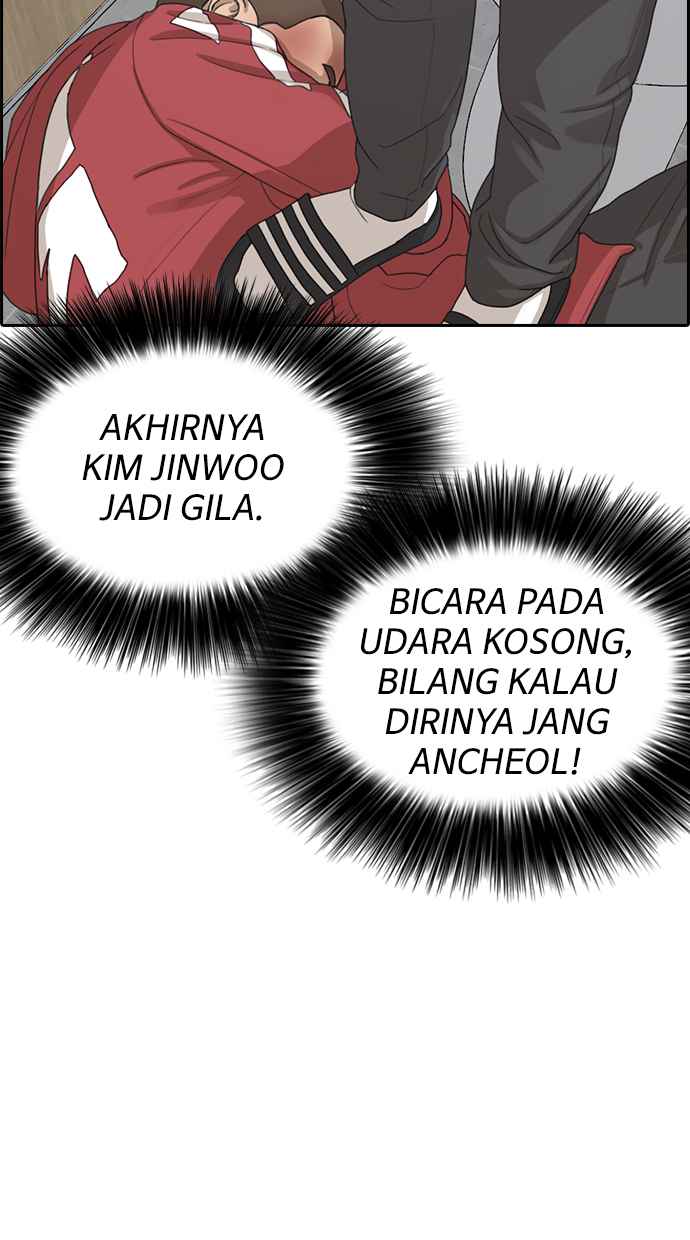 AKHIRNYA
KIM JINWOO
JADI GILA.
BICARA PADA
UDARA KOSONG,
BILANG KALAU
DIRINYA JANG
ANCHEOL!